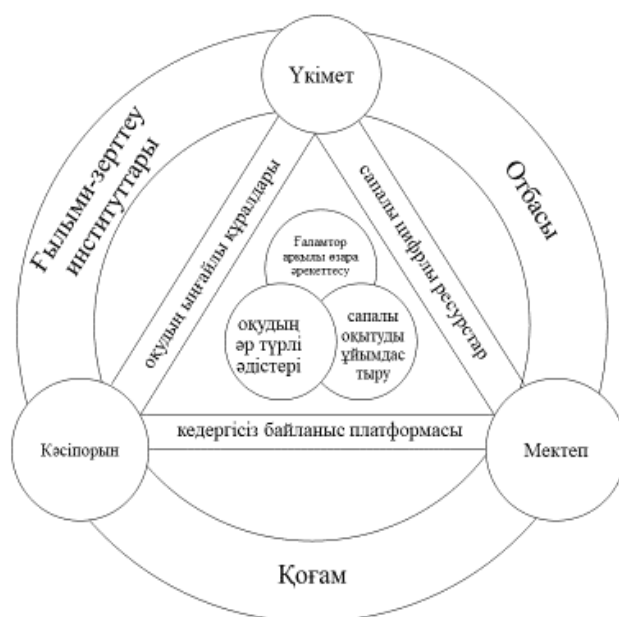 Үкімет
Ғылыми-зерттеу
институттары
Отбасы
оқудың ыңғайлы құралдары
сапалы цифрлы ресурстар
Ғаламтор
арқылы өзара
әрекеттесу
оқудың
әр түрлі
әдістері
сапалы
оқытуды
ұйымдас
тыру
кедергісіз байланыс платформасы
Кәсіпорын
Мектеп
Қоғам